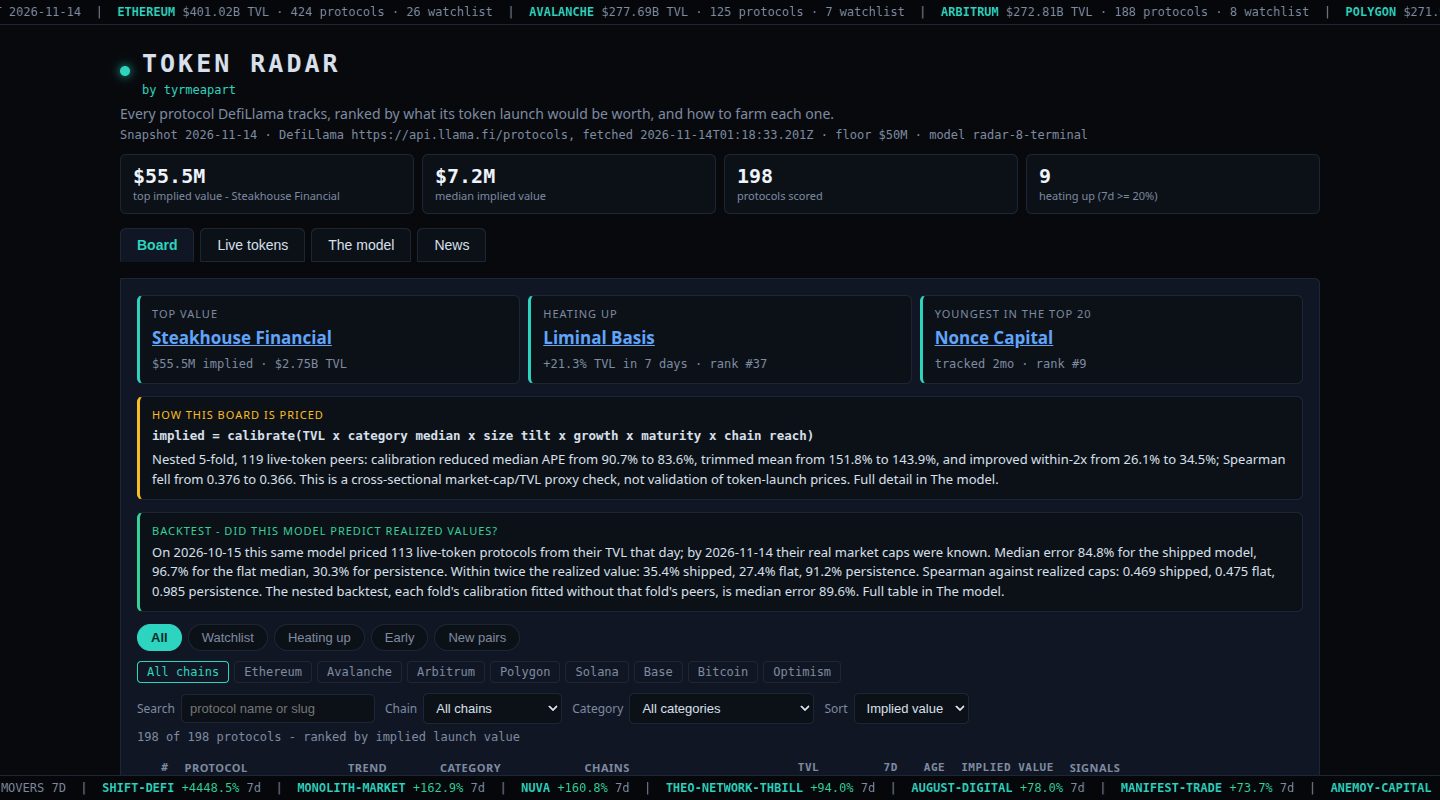 2026-11-14 | ETHEREUM $401.02B TVL · 424 protocols · 26 watchlist | AVALANCHE $277.69B TVL · 125 protocols · 7 watchlist | ARBITRUM $272.81B TVL · 188 protocols · 8 watchlist | POLYGON $271.
TOKEN RADAR
by tyrmeapart
Every protocol DefiLlama tracks, ranked by what its token launch would be worth, and how to farm each one.
Snapshot 2026-11-14 · DefiLlama https://api.llama.fi/protocols, fetched 2026-11-14T01:18:33.201Z · floor $50M · model radar-8-terminal
$55.5M
top implied value - Steakhouse Financial
$7.2M
median implied value
198
protocols scored
9
heating up (7d >= 20%)
Board Live tokens The model News
TOP VALUE
Steakhouse Financial
$55.5M implied · $2.75B TVL
HEATING UP
Liminal Basis
+21.3% TVL in 7 days · rank #37
YOUNGEST IN THE TOP 20
Nonce Capital
tracked 2mo · rank #9
HOW THIS BOARD IS PRICED
implied = calibrate(TVL x category median x size tilt x growth x maturity x chain reach)
Nested 5-fold, 119 live-token peers: calibration reduced median APE from 90.7% to 83.6%, trimmed mean from 151.8% to 143.9%, and improved within-2x from 26.1% to 34.5%; Spearman
fell from 0.376 to 0.366. This is a cross-sectional market-cap/TVL proxy check, not validation of token-launch prices. Full detail in The model.
BACKTEST - DID THIS MODEL PREDICT REALIZED VALUES?
On 2026-10-15 this same model priced 113 live-token protocols from their TVL that day; by 2026-11-14 their real market caps were known. Median error 84.8% for the shipped model,
96.7% for the flat median, 30.3% for persistence. Within twice the realized value: 35.4% shipped, 27.4% flat, 91.2% persistence. Spearman against realized caps: 0.469 shipped, 0.475 flat,
0.985 persistence. The nested backtest, each fold's calibration fitted without that fold's peers, is median error 89.6%. Full table in The model.
All Watchlist Heating up Early New pairs
All chains Ethereum Avalanche Arbitrum Polygon Solana Base Bitcoin Optimism
Search protocol name or slug Chain All chains Category All categories Sort Implied value
198 of 198 protocols - ranked by implied launch value
# PROTOCOL TREND CATEGORY CHAINS TVL 7D AGE IMPLIED VALUE SIGNALS
MOVERS 7D | SHIFT-DEFI +4448.5% 7d | MONOLITH-MARKET +162.9% 7d | NUVA +160.8% 7d | THEO-NETWORK-THBILL +94.0% 7d | AUGUST-DIGITAL +78.0% 7d | MANIFEST-TRADE +73.7% 7d | ANEMOY-CAPITAL